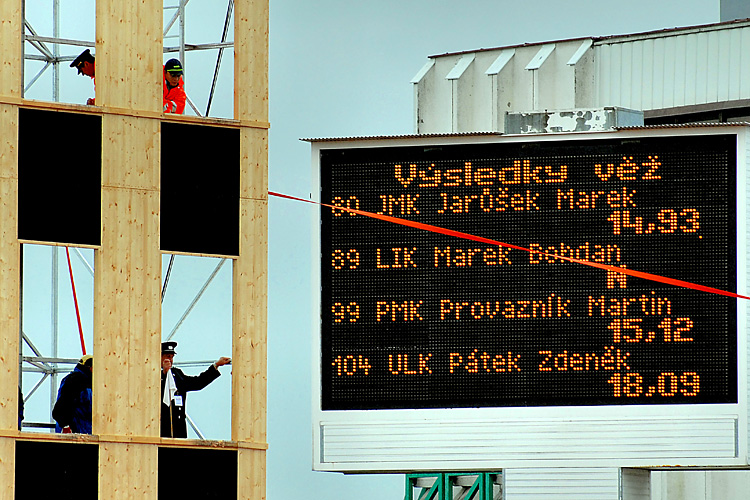 Výsledky věž
80 JMK Jarůšek Marek
14,93
89 LIK Marek Bohdan
N
99 PMK Provazník Martin
15,12
104 ULK Pátek Zdeněk
18,09